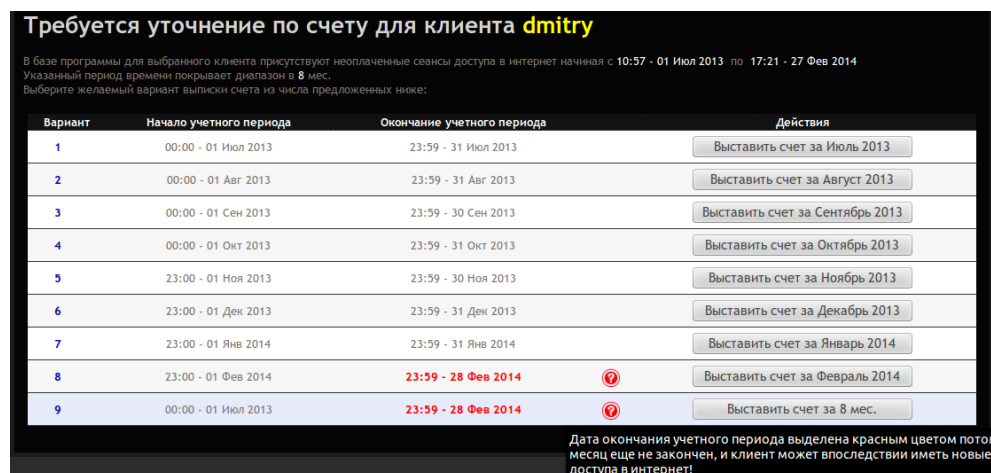 Требуется уточнение по счету для клиента dmitry
В базе программы для выбранного клиента присутствуют неоплаченные сеансы доступа в интернет начиная с 10:57 - 01 Июл 2013 по 17:21 - 27 Фев 2014
Указанный период времени покрывает диапазон в 8 мес.
Выберите желаемый вариант выписки счета из числа предложенных ниже:
Вариант Начало учетного периода Окончание учетного периода Действия
1 00:00 - 01 Июл 2013 23:59 - 31 Июл 2013 Выставить счет за Июль 2013
2 00:00 - 01 Авг 2013 23:59 - 31 Авг 2013 Выставить счет за Август 2013
3 00:00 - 01 Сен 2013 23:59 - 30 Сен 2013 Выставить счет за Сентябрь 2013
4 00:00 - 01 Окт 2013 23:59 - 31 Окт 2013 Выставить счет за Октябрь 2013
5 23:00 - 01 Ноя 2013 23:59 - 30 Ноя 2013 Выставить счет за Ноябрь 2013
6 23:00 - 01 Дек 2013 23:59 - 31 Дек 2013 Выставить счет за Декабрь 2013
7 23:00 - 01 Янв 2014 23:59 - 31 Янв 2014 Выставить счет за Январь 2014
8 23:00 - 01 Фев 2014 23:59 - 28 Фев 2014 ? Выставить счет за Февраль 2014
9 00:00 - 01 Июл 2013 23:59 - 28 Фев 2014 ? Выставить счет за 8 мес.
Дата окончания учетного периода выделена красным цветом
месяц еще не закончен, и клиент может впоследствии иметь новые
доступа в интернет!